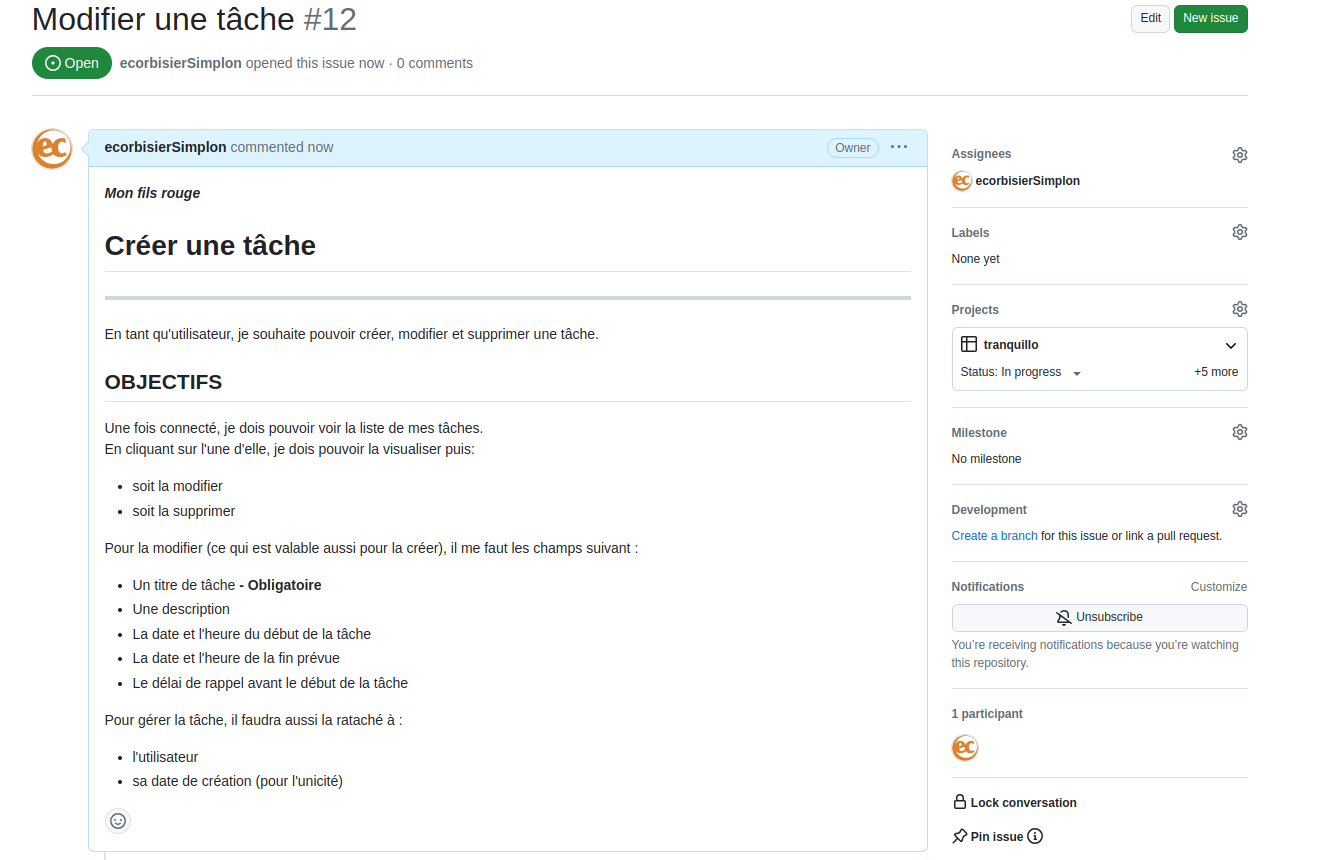 Modifier une tâche #12
Edit
New issue
Open
ecorbisierSimplon opened this issue now · 0 comments
ec
ecorbisierSimplon commented now
Owner
Mon fils rouge
Créer une tâche
En tant qu'utilisateur, je souhaite pouvoir créer, modifier et supprimer une tâche.
OBJECTIFS
Une fois connecté, je dois pouvoir voir la liste de mes tâches.
En cliquant sur l'une d'elle, je dois pouvoir la visualiser puis:
• soit la modifier
• soit la supprimer
Pour la modifier (ce qui est valable aussi pour la créer), il me faut les champs suivant :
• Un titre de tâche - Obligatoire
• Une description
• La date et l'heure du début de la tâche
• La date et l'heure de la fin prévue
• Le délai de rappel avant le début de la tâche
Pour gérer la tâche, il faudra aussi la rataché à :
• l'utilisateur
• sa date de création (pour l'unicité)
Assignees
ec ecorbisierSimplon
Labels
None yet
Projects
tranquillo
Status: In progress
+5 more
Milestone
No milestone
Development
Create a branch for this issue or link a pull request.
Notifications
Customize
Unsubscribe
You're receiving notifications because you're watching
this repository.
1 participant
ec
Lock conversation
Pin issue